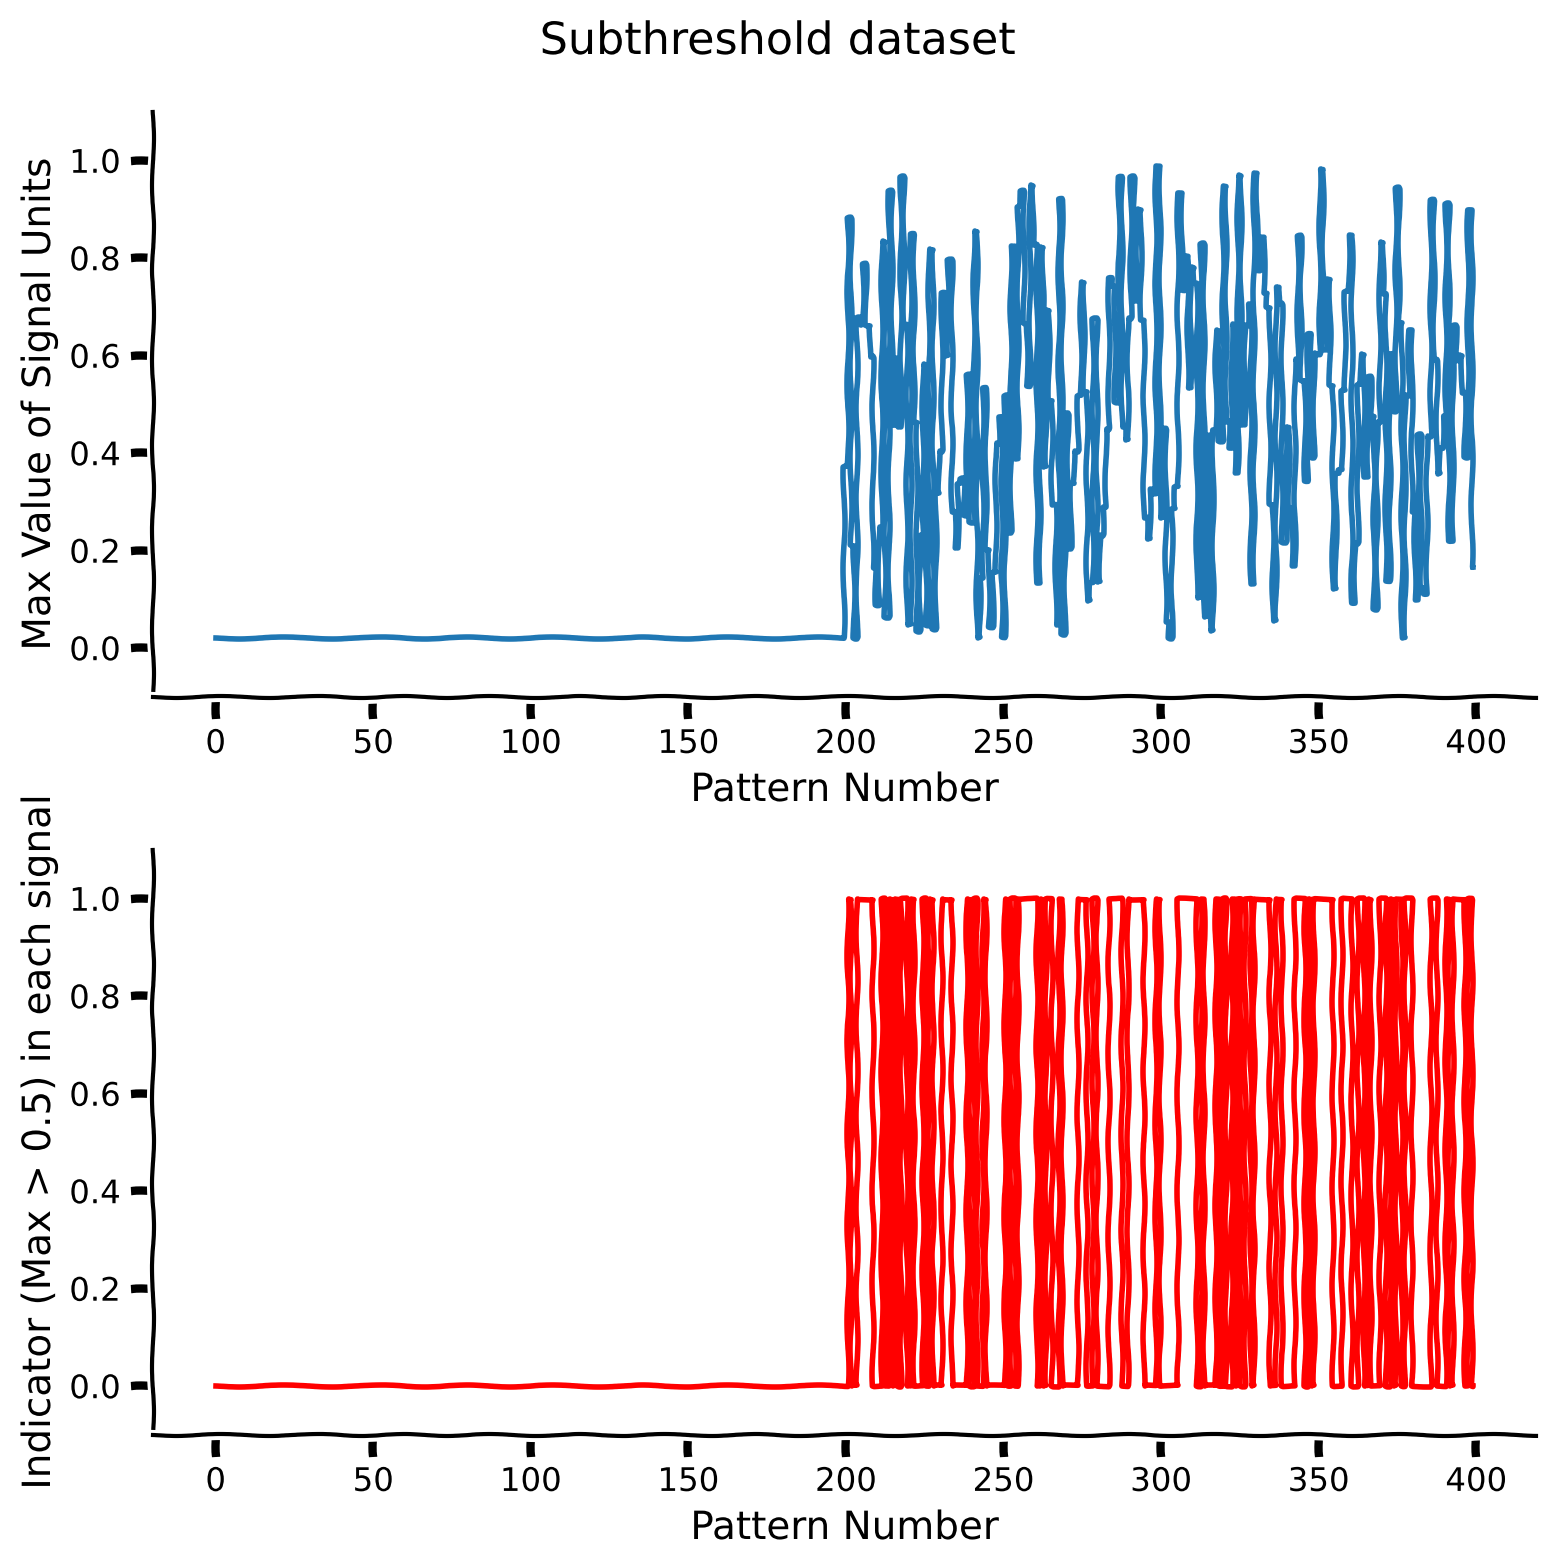 Subthreshold dataset
Max Value of Signal Units
1.0
0.8
0.6
0.4
0.2
0.0
0 50 100 150 200 250 300 350 400
Pattern Number
Indicator (Max > 0.5) in each signal
1.0
0.8
0.6
0.4
0.2
0.0
0 50 100 150 200 250 300 350 400
Pattern Number